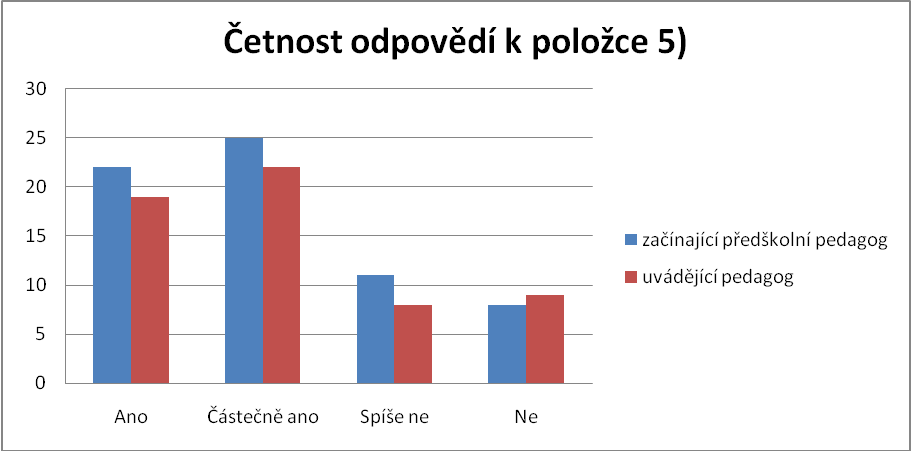 Četnost odpovědí k položce 5)
30
25
20
15
10
5
0
Ano
Částečně ano
Spíše ne
Ne
začínající předškolní pedagog
uvádějící pedagog